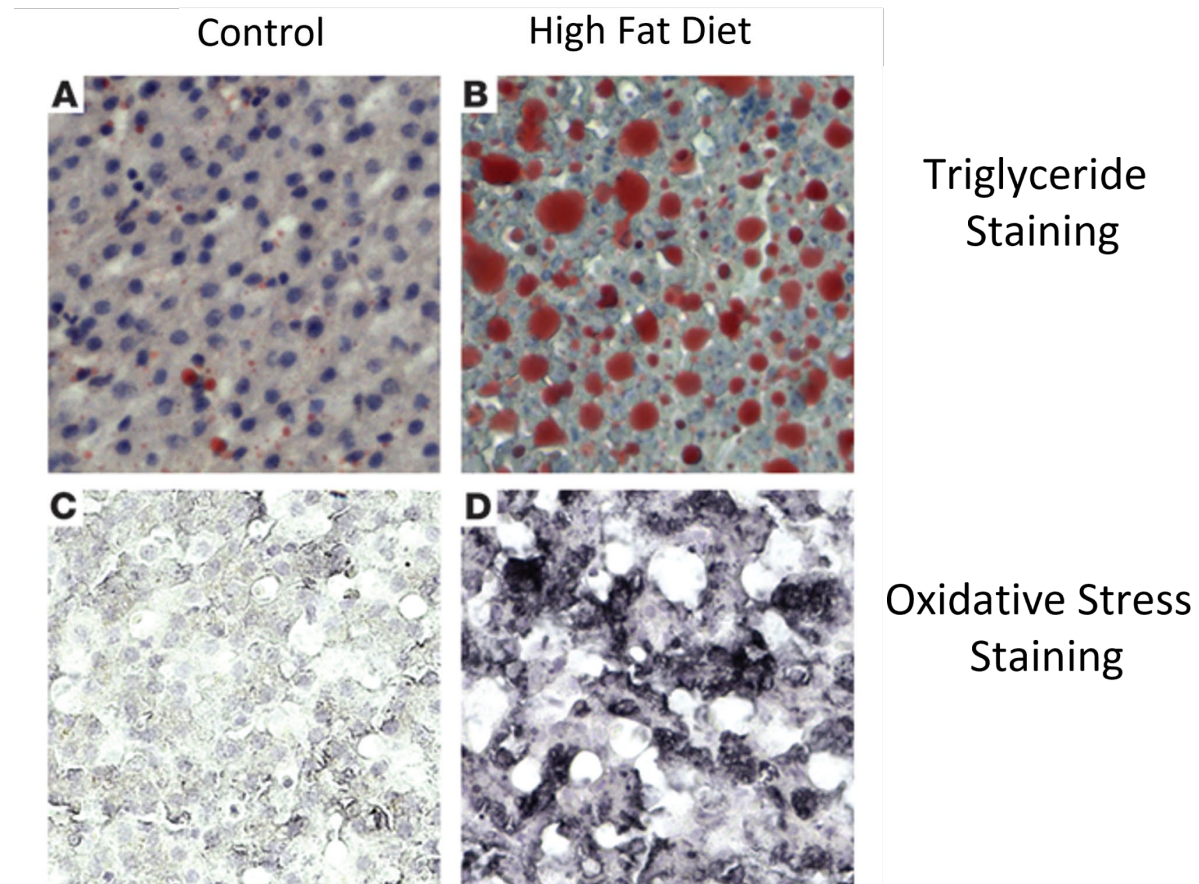 Control
High Fat Diet
A
B
Triglyceride
Staining
C
D
Oxidative Stress
Staining